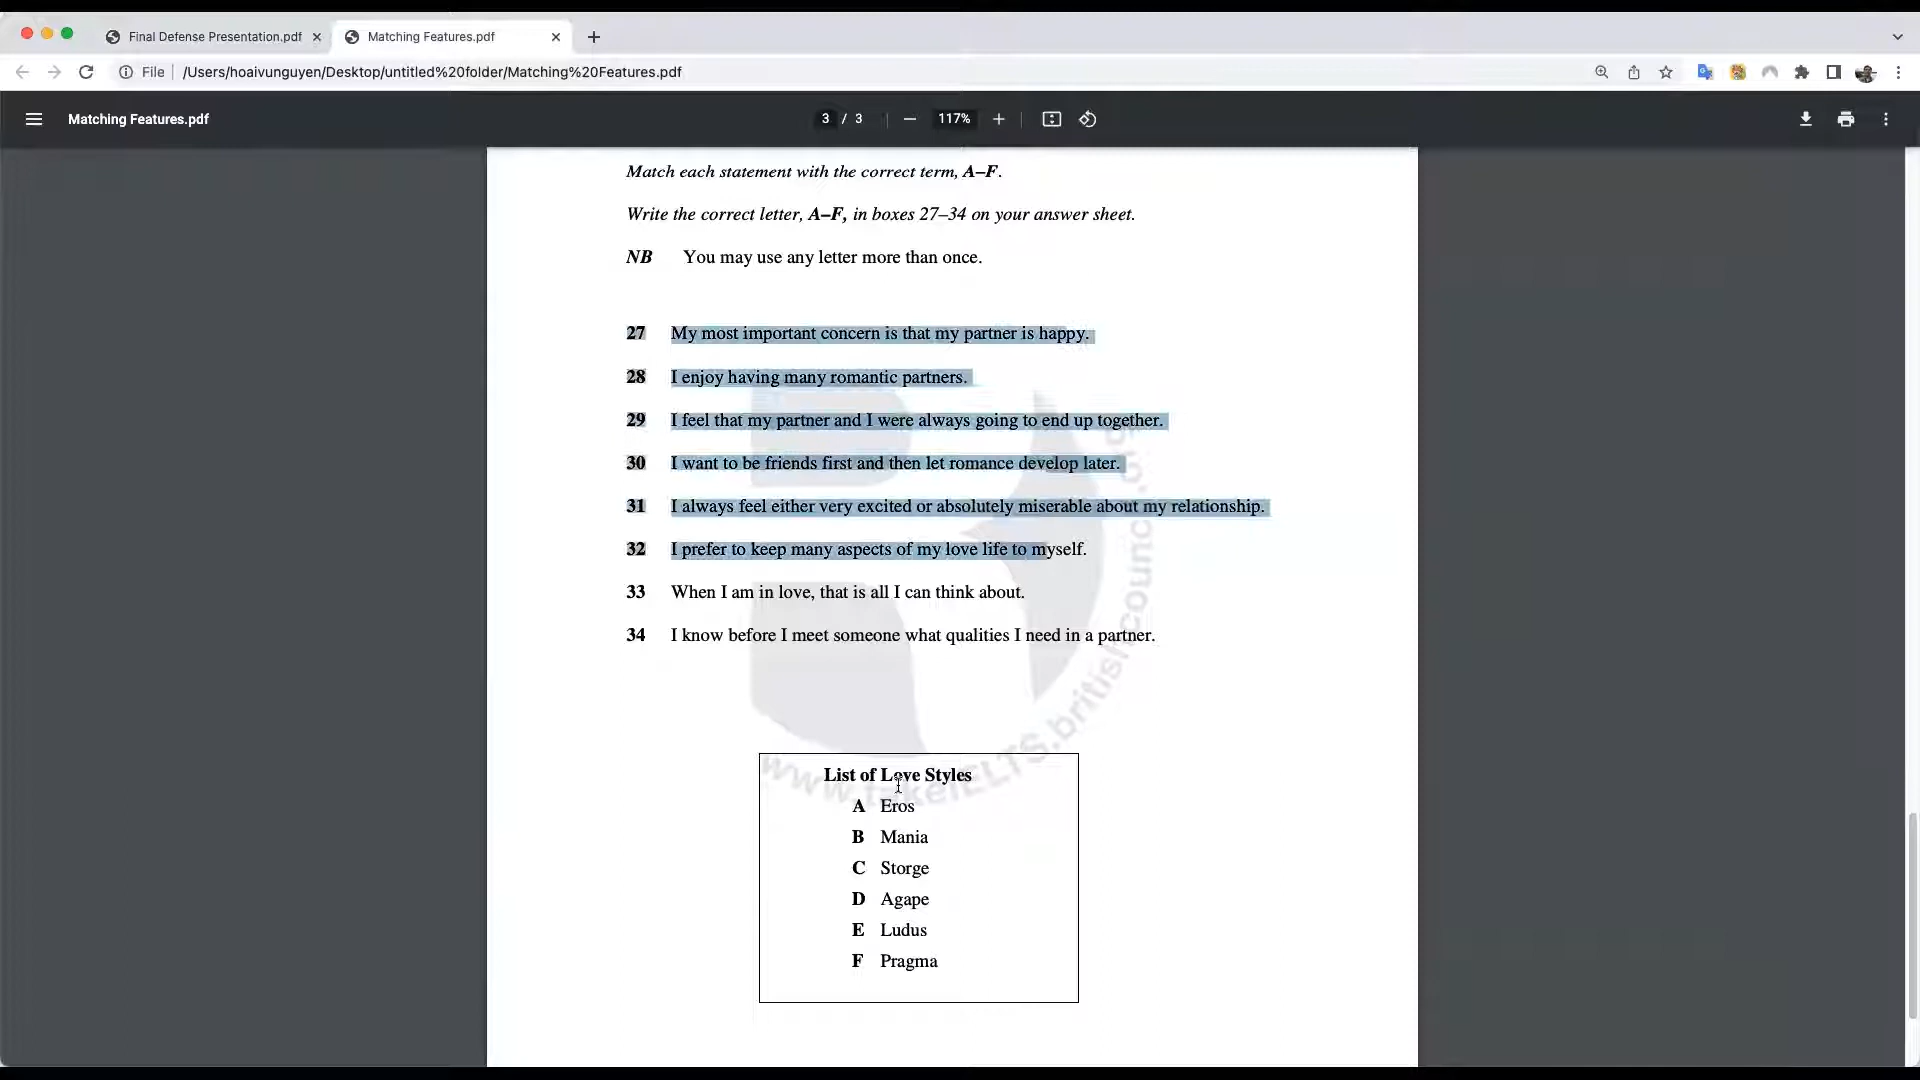 Final Defense Presentation.pdf
Matching Features.pdf
File
/Users/hoaivunguyen/Desktop/untitled%20folder/Matching%20Features.pdf
Matching Features.pdf
3 / 3
117%
Match each statement with the correct term, A–F.
Write the correct letter, A–F, in boxes 27–34 on your answer sheet.
NB You may use any letter more than once.
27 My most important concern is that my partner is happy.
28 I enjoy having many romantic partners.
29 I feel that my partner and I were always going to end up together.
30 I want to be friends first and then let romance develop later.
31 I always feel either very excited or absolutely miserable about my relationship.
32 I prefer to keep many aspects of my love life to myself.
33 When I am in love, that is all I can think about.
34 I know before I meet someone what qualities I need in a partner.
www.takeIELTS.britishcouncil.org
List of Love Styles
A Eros
B Mania
C Storge
D Agape
E Ludus
F Pragma